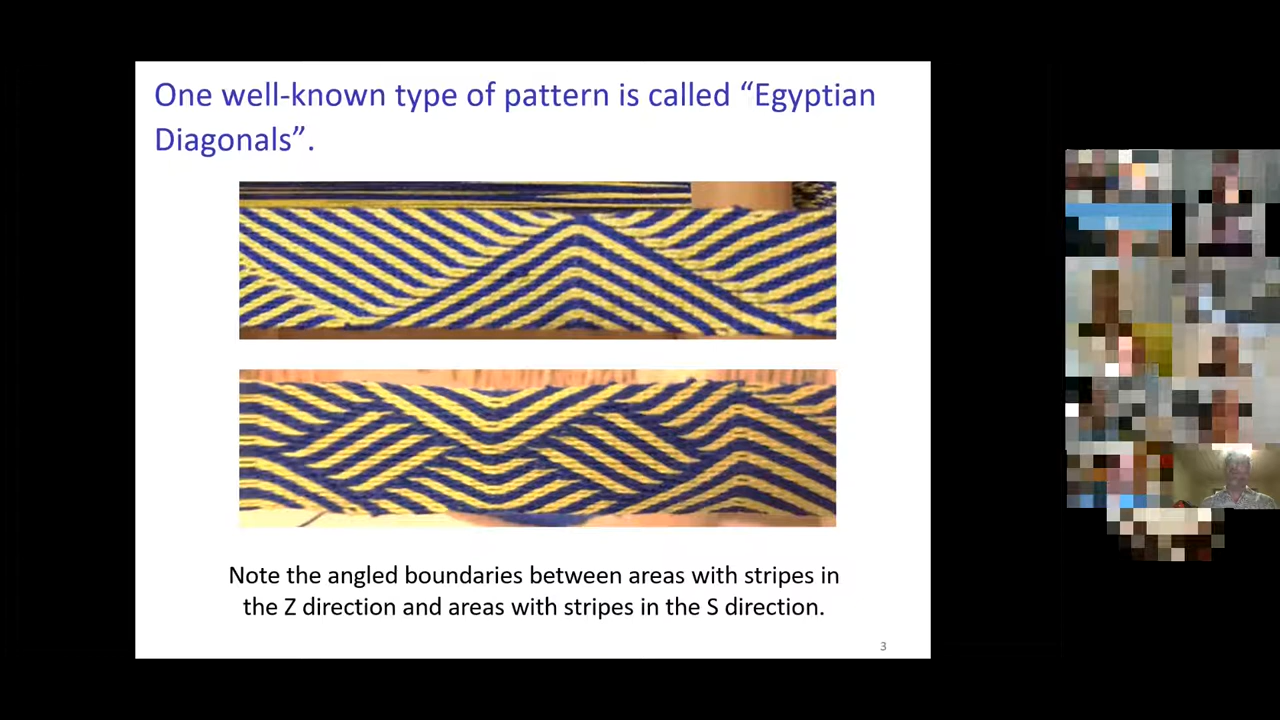 One well-known type of pattern is called “Egyptian
Diagonals”.
Note the angled boundaries between areas with stripes in
the Z direction and areas with stripes in the S direction.
3